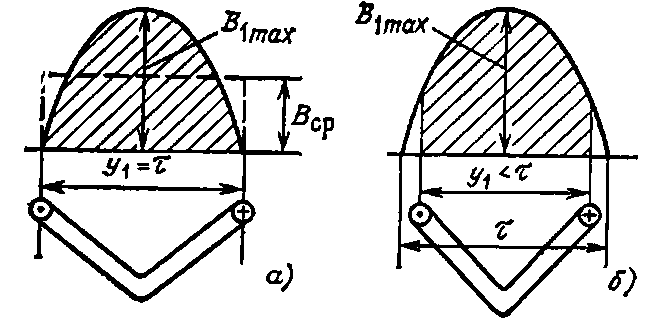 B1max
Bср
y1=τ
а)
B1max
y1<τ
τ
б)